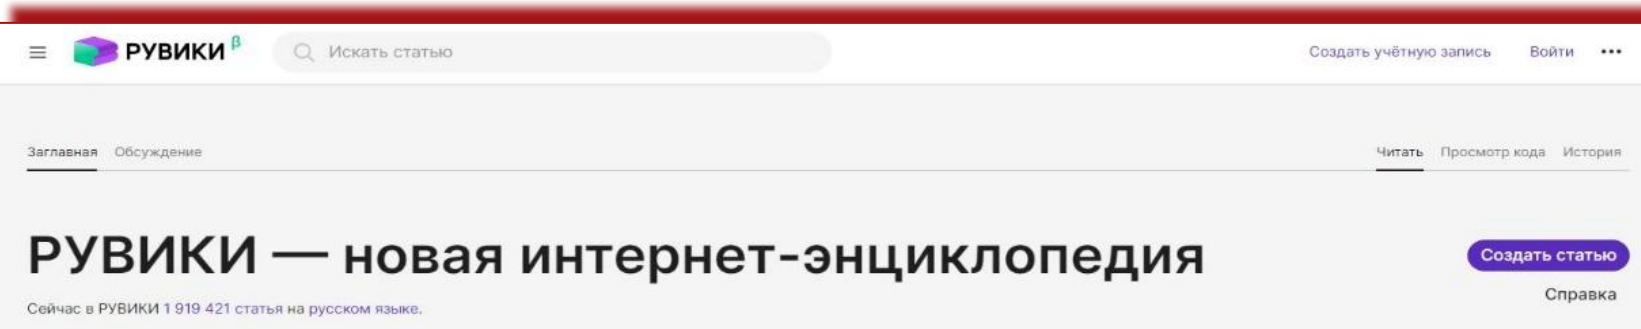 РУВИКИ β
Искать статью
Создать учётную запись Войти
Заглавная Обсуждение
Читать Просмотр кода История
РУВИКИ — новая интернет-энциклопедия
Создать статью
Сейчас в РУВИКИ 1 919 421 статья на русском языке.
Справка